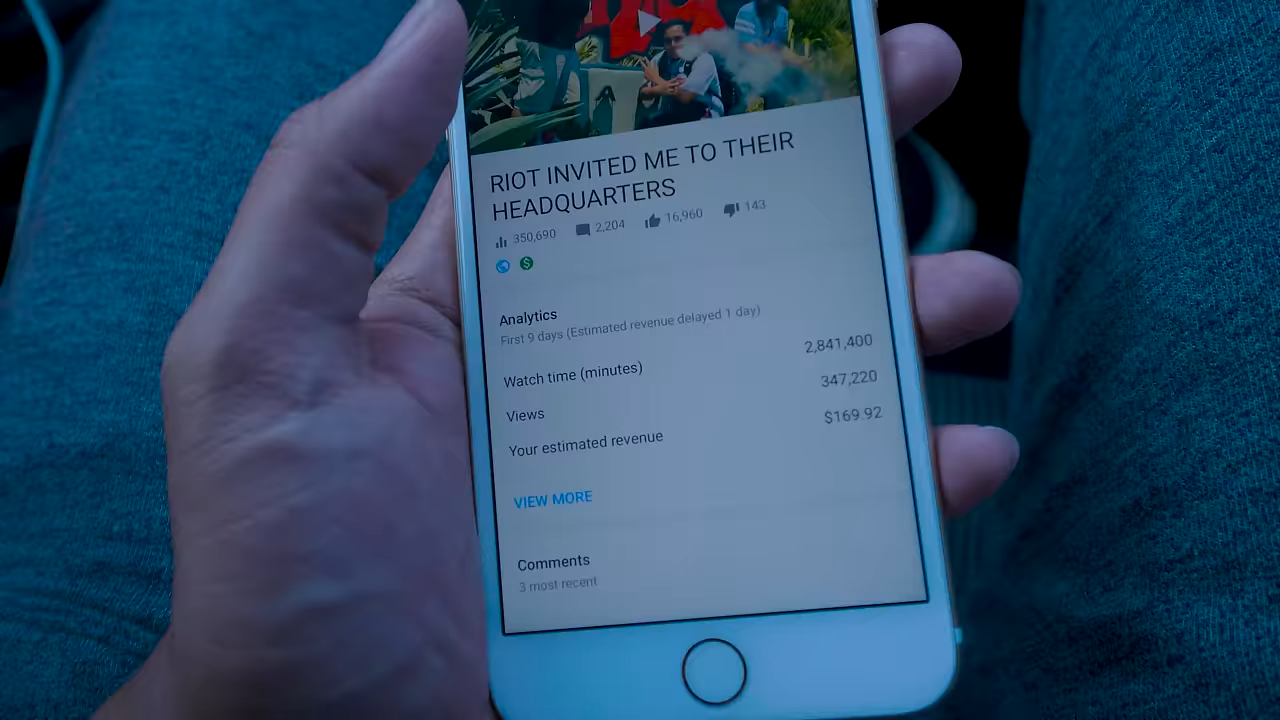 RIOT INVITED ME TO THEIR
HEADQUARTERS
350,690 2,204 16,960 143
Analytics
First 9 days (Estimated revenue delayed 1 day)
Watch time (minutes) 2,841,400
Views 347,220
Your estimated revenue $169.92
VIEW MORE
Comments
3 most recent